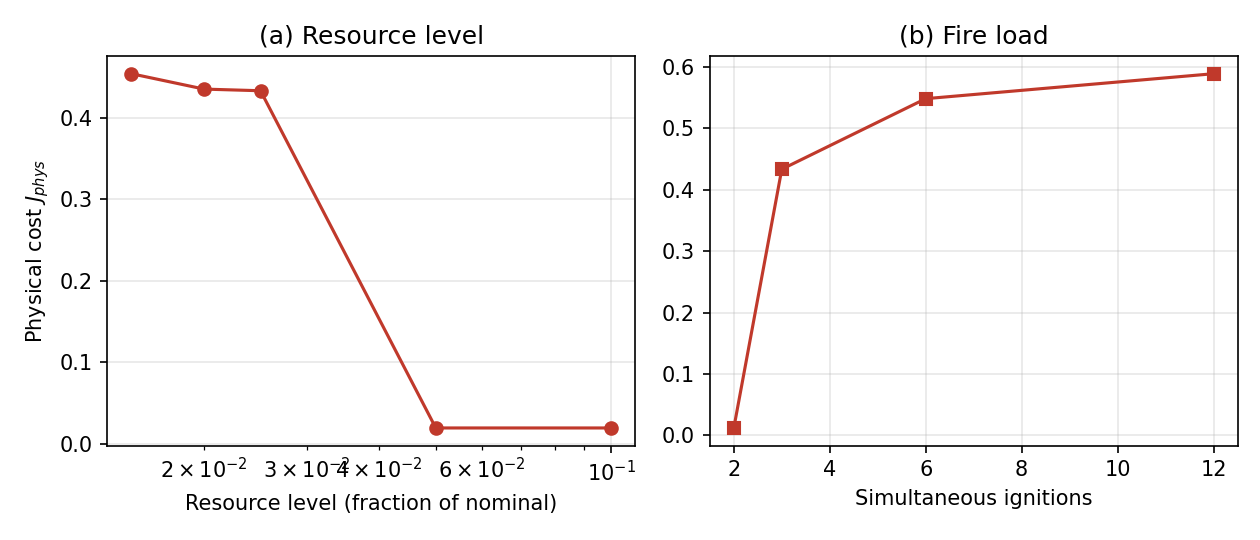 (a) Resource level
Physical cost J_phys
0.4
0.3
0.2
0.1
0.0
2 × 10⁻² 3 × 10⁻² 4 × 10⁻² 6 × 10⁻² 10⁻¹
Resource level (fraction of nominal)
(b) Fire load
0.6
0.5
0.4
0.3
0.2
0.1
0.0
2 4 6 8 10 12
Simultaneous ignitions